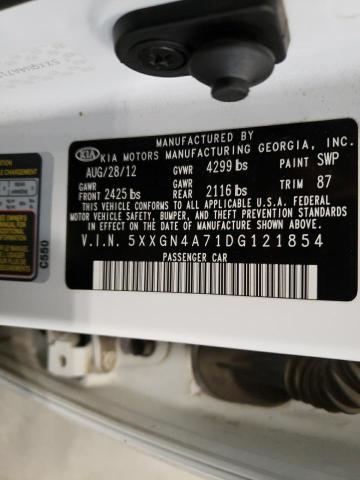 MANUFACTURED BY
KIA KIA MOTORS MANUFACTURING GEORGIA, INC.
AUG/28/12 GVWR 4299 lbs PAINT SWP
GAWR FRONT 2425 lbs GAWR REAR 2116 lbs TRIM 87
THIS VEHICLE CONFORMS TO ALL APPLICABLE U.S.A. FEDERAL
MOTOR VEHICLE SAFETY, BUMPER, AND THEFT PREVENTION STANDARDS
IN EFFECT ON THE DATE OF MANUFACTURE SHOWN ABOVE.
V.I.N. 5XXGN4A71DG121854
PASSENGER CAR
C550